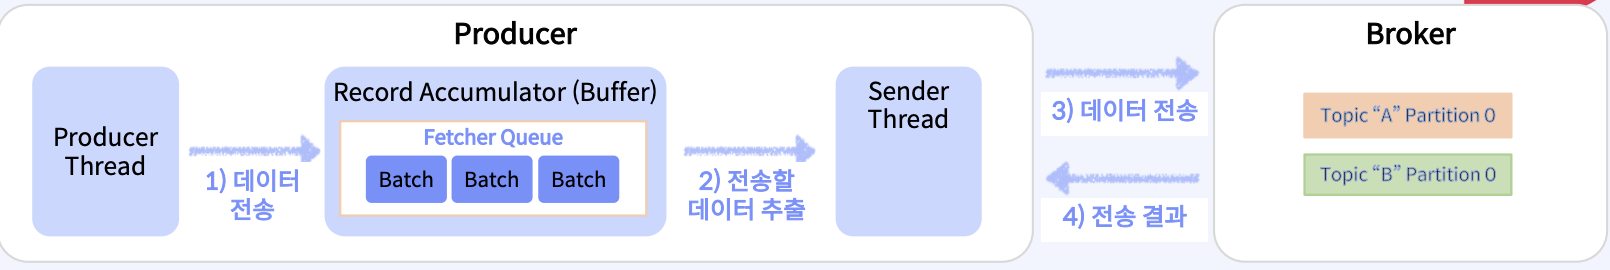 Producer
Broker
Producer
Thread
1) 데이터
전송
Record Accumulator (Buffer)
Fetcher Queue
Batch Batch Batch
2) 전송할
데이터 추출
Sender
Thread
3) 데이터 전송
4) 전송 결과
Topic “A” Partition 0
Topic “B” Partition 0